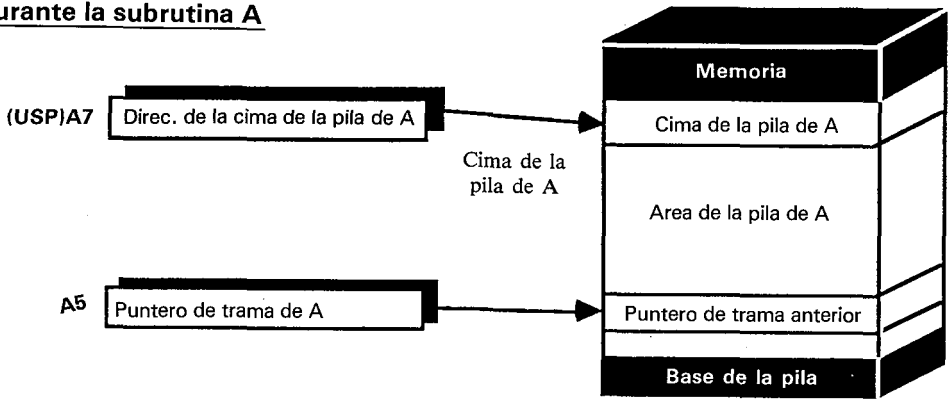 urante la subrutina A
Memoria
(USP)A7 Direc. de la cima de la pila de A
Cima de la pila de A
Cima de la
pila de A
Area de la pila de A
A5 Puntero de trama de A
Puntero de trama anterior
Base de la pila